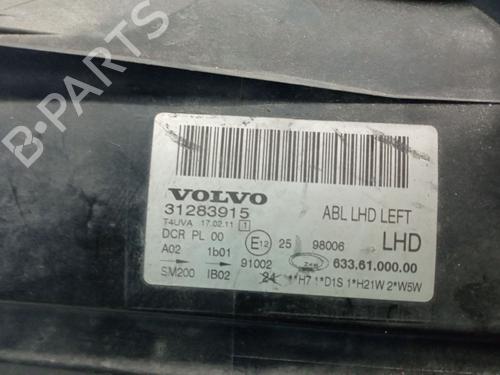 B-PARTS
VOLVO
31283915 ABL LHD LEFT
T4UVA 17.02.11 1
DCR PL 00 E12 25 98006 LHD
A02 1b01 91002 633.61.000.00
SM200 IB02 24 1*H7 1*D1S 1*H21W 2*W5W